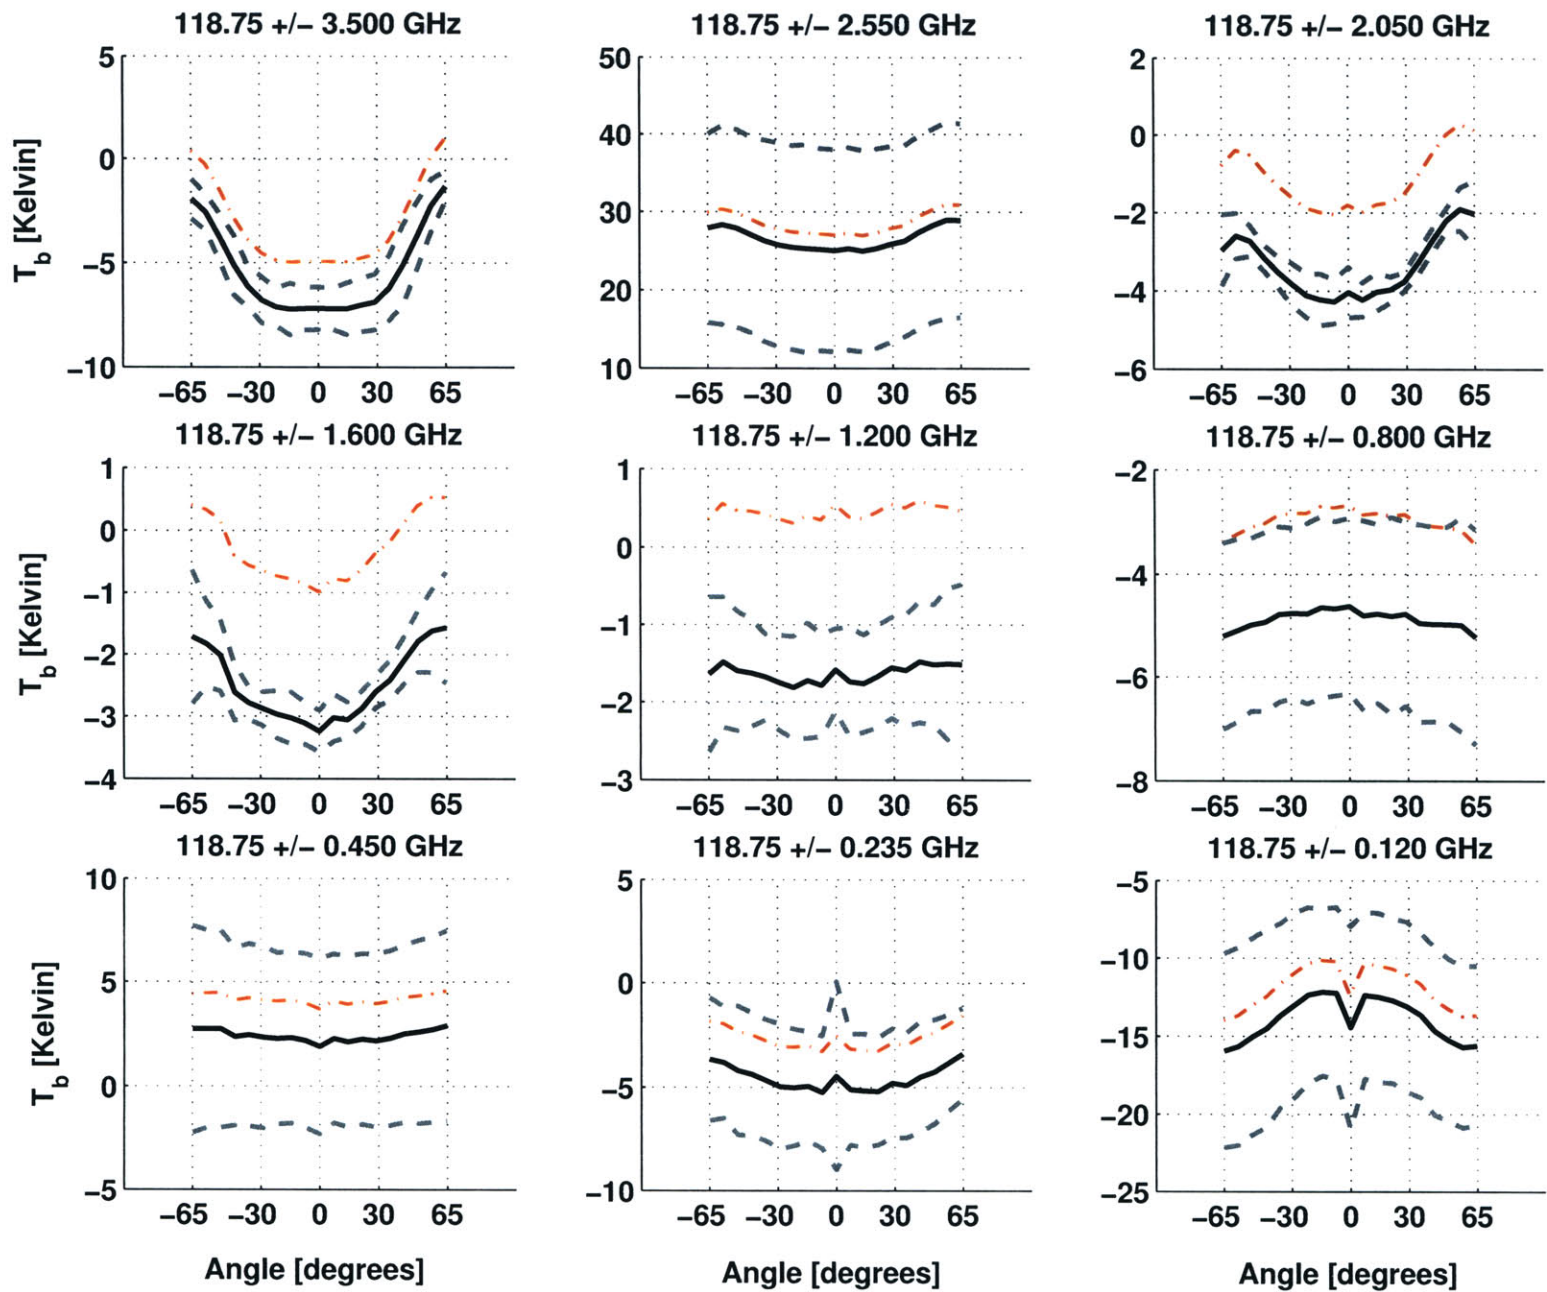 118.75 +/− 3.500 GHz
118.75 +/− 2.550 GHz
118.75 +/− 2.050 GHz
T_b [Kelvin]
5
0
−5
−10
−65 −30 0 30 65
50
40
30
20
10
−65 −30 0 30 65
2
0
−2
−4
−6
−65 −30 0 30 65
118.75 +/− 1.600 GHz
118.75 +/− 1.200 GHz
118.75 +/− 0.800 GHz
T_b [Kelvin]
1
0
−1
−2
−3
−4
−65 −30 0 30 65
1
0
−1
−2
−3
−65 −30 0 30 65
−2
−4
−6
−8
−65 −30 0 30 65
118.75 +/− 0.450 GHz
118.75 +/− 0.235 GHz
118.75 +/− 0.120 GHz
T_b [Kelvin]
10
5
0
−5
−65 −30 0 30 65
5
0
−5
−10
−65 −30 0 30 65
−5
−10
−15
−20
−25
−65 −30 0 30 65
Angle [degrees]
Angle [degrees]
Angle [degrees]